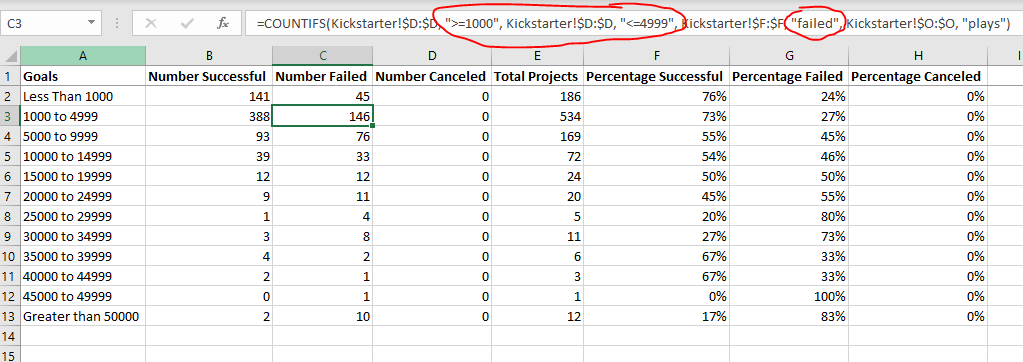 C3 fx =COUNTIFS(Kickstarter!$D:$D, ">=1000", Kickstarter!$D:$D, "<=4999", Kickstarter!$F:$F, "failed", Kickstarter!$O:$O, "plays")
A B C D E F G H I
1 Goals Number Successful Number Failed Number Canceled Total Projects Percentage Successful Percentage Failed Percentage Canceled
2 Less Than 1000 141 45 0 186 76% 24% 0%
3 1000 to 4999 388 146 0 534 73% 27% 0%
4 5000 to 9999 93 76 0 169 55% 45% 0%
5 10000 to 14999 39 33 0 72 54% 46% 0%
6 15000 to 19999 12 12 0 24 50% 50% 0%
7 20000 to 24999 9 11 0 20 45% 55% 0%
8 25000 to 29999 1 4 0 5 20% 80% 0%
9 30000 to 34999 3 8 0 11 27% 73% 0%
10 35000 to 39999 4 2 0 6 67% 33% 0%
11 40000 to 44999 2 1 0 3 67% 33% 0%
12 45000 to 49999 0 1 0 1 0% 100% 0%
13 Greater than 50000 2 10 0 12 17% 83% 0%
14
15